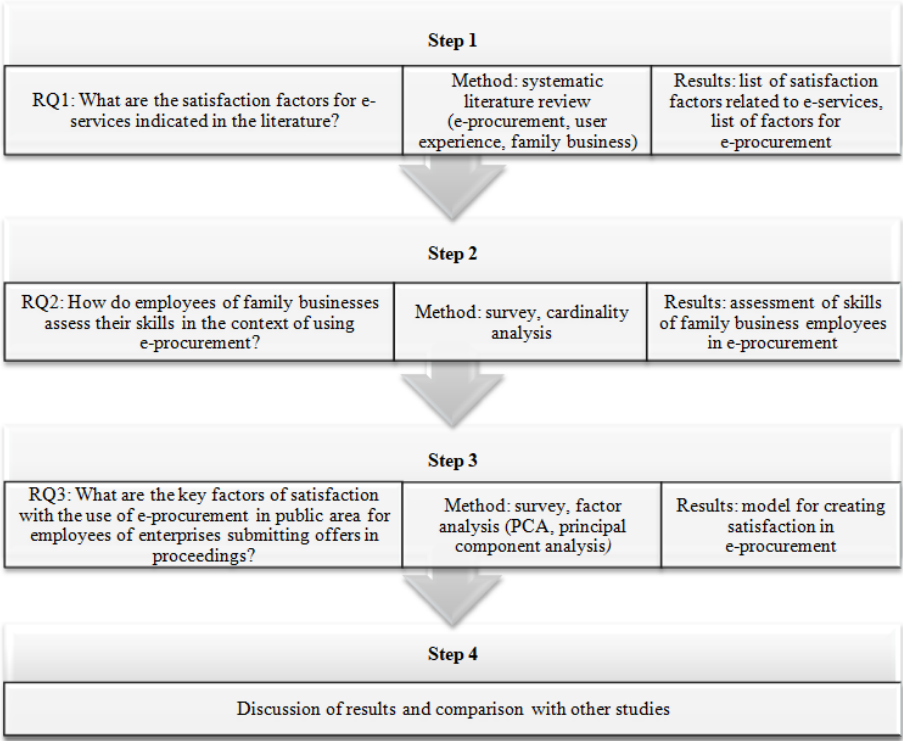 Step 1
RQ1: What are the satisfaction factors for e-
services indicated in the literature?
Method: systematic
literature review
(e-procurement, user
experience, family business)
Results: list of satisfaction
factors related to e-services,
list of factors for
e-procurement
Step 2
RQ2: How do employees of family businesses
assess their skills in the context of using
e-procurement?
Method: survey, cardinality
analysis
Results: assessment of skills
of family business employees
in e-procurement
Step 3
RQ3: What are the key factors of satisfaction
with the use of e-procurement in public area for
employees of enterprises submitting offers in
proceedings?
Method: survey, factor
analysis (PCA, principal
component analysis)
Results: model for creating
satisfaction in
e-procurement
Step 4
Discussion of results and comparison with other studies